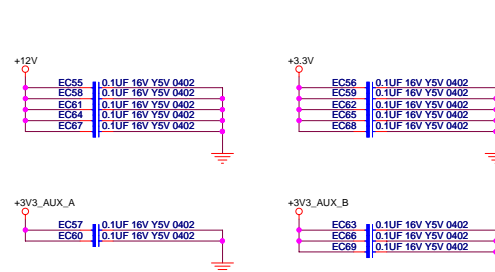 +12V
EC55 0.1UF 16V Y5V 0402
EC58 0.1UF 16V Y5V 0402
EC61 0.1UF 16V Y5V 0402
EC64 0.1UF 16V Y5V 0402
EC67 0.1UF 16V Y5V 0402
+3.3V
EC56 0.1UF 16V Y5V 0402
EC59 0.1UF 16V Y5V 0402
EC62 0.1UF 16V Y5V 0402
EC65 0.1UF 16V Y5V 0402
EC68 0.1UF 16V Y5V 0402
+3V3_AUX_A
EC57 0.1UF 16V Y5V 0402
EC60 0.1UF 16V Y5V 0402
+3V3_AUX_B
EC63 0.1UF 16V Y5V 0402
EC66 0.1UF 16V Y5V 0402
EC69 0.1UF 16V Y5V 0402